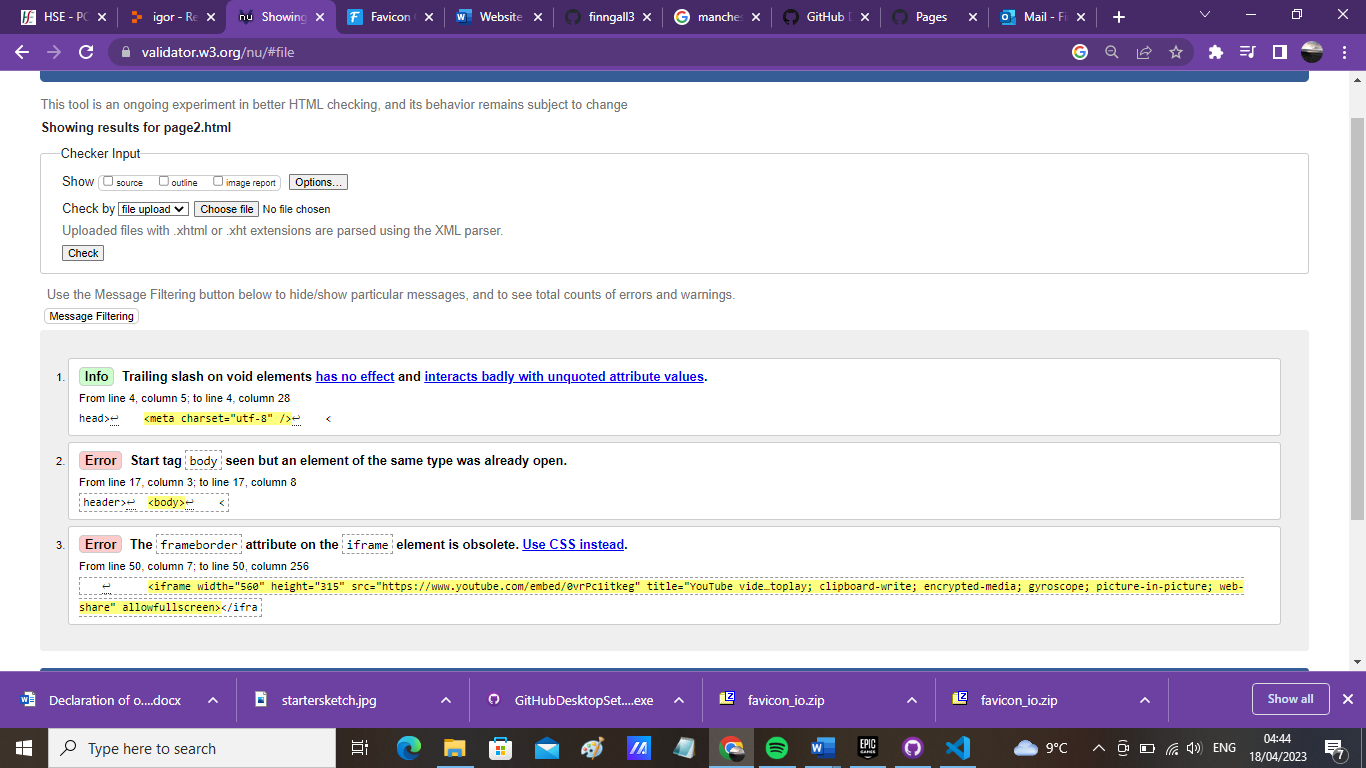 HSE - PC
igor - Re
Showing
Favicon
Website
finngall3
manches
GitHub D
Pages
Mail - Fi
validator.w3.org/nu/#file
This tool is an ongoing experiment in better HTML checking, and its behavior remains subject to change
Showing results for page2.html
Checker Input
Show source outline image report Options...
Check by file upload Choose file No file chosen
Uploaded files with .xhtml or .xht extensions are parsed using the XML parser.
Check
Use the Message Filtering button below to hide/show particular messages, and to see total counts of errors and warnings.
Message Filtering
1. Info Trailing slash on void elements has no effect and interacts badly with unquoted attribute values.
From line 4, column 5; to line 4, column 28
head>↩ <meta charset="utf-8" />↩ <
2. Error Start tag body seen but an element of the same type was already open.
From line 17, column 3; to line 17, column 8
header>↩ <body>↩ <
3. Error The frameborder attribute on the iframe element is obsolete. Use CSS instead.
From line 50, column 7; to line 50, column 256
↩ <iframe width="560" height="315" src="https://www.youtube.com/embed/0vrPc1itkeg" title="YouTube vide…toplay; clipboard-write; encrypted-media; gyroscope; picture-in-picture; web-
share" allowfullscreen></ifra
Declaration of o....docx
startersketch.jpg
GitHubDesktopSet....exe
favicon_io.zip
favicon_io.zip
Show all
Type here to search
EPIC
GAMES
9°C
ENG
04:44
18/04/2023
7